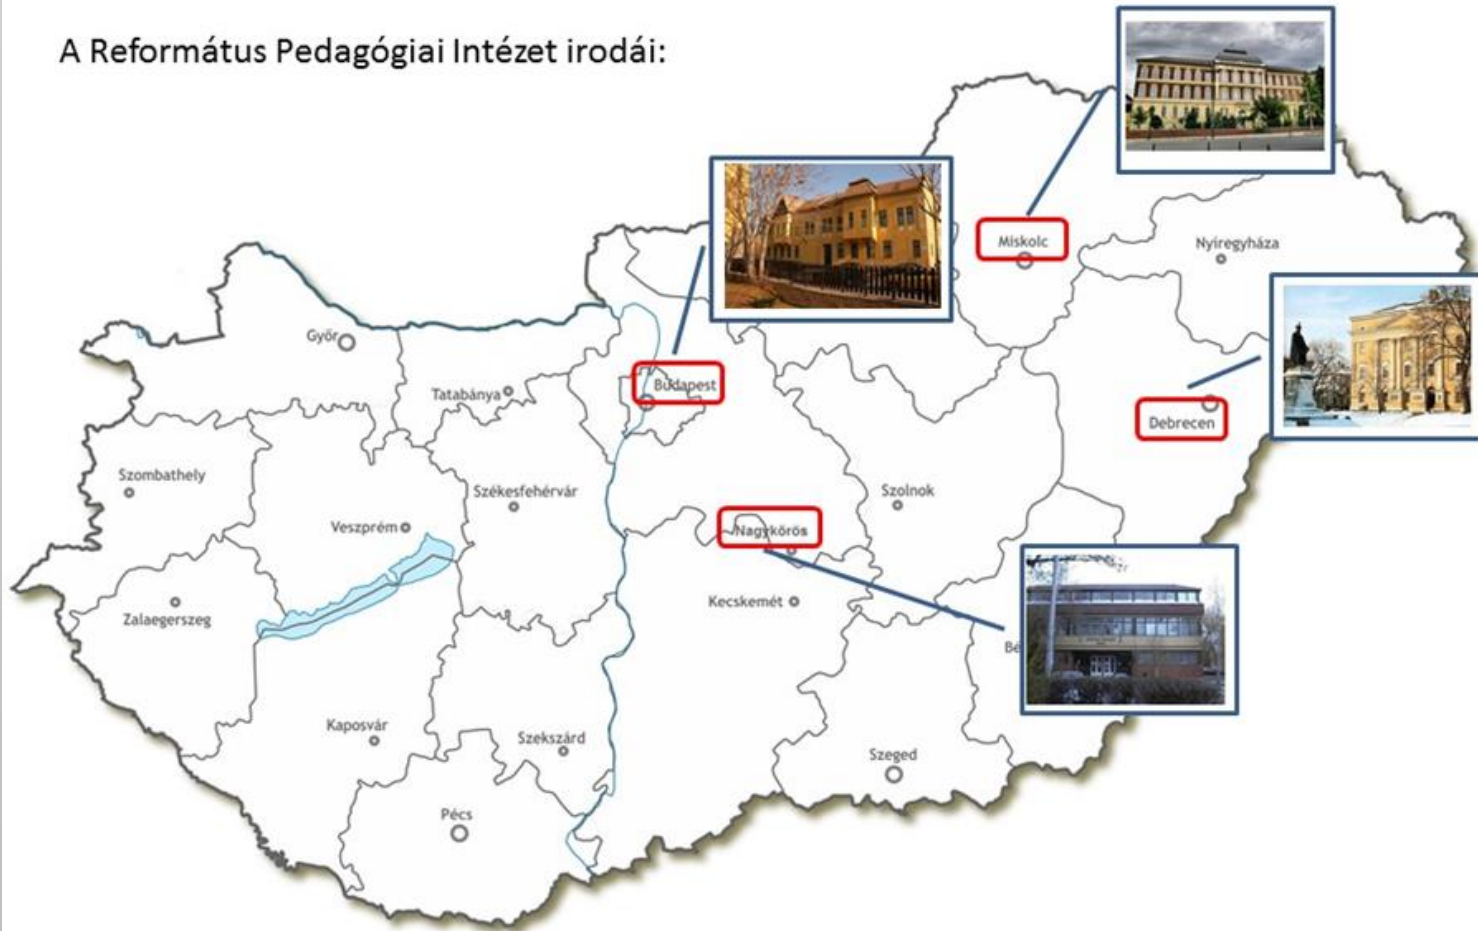 A Református Pedagógiai Intézet irodái:
Miskolc
Nyíregyháza
Győr
Budapest
Tatabánya
Debrecen
Szombathely
Székesfehérvár
Szolnok
Veszprém
Nagykőrös
Kecskemét
Zalaegerszeg
Bé
Kaposvár
Szekszárd
Szeged
Pécs